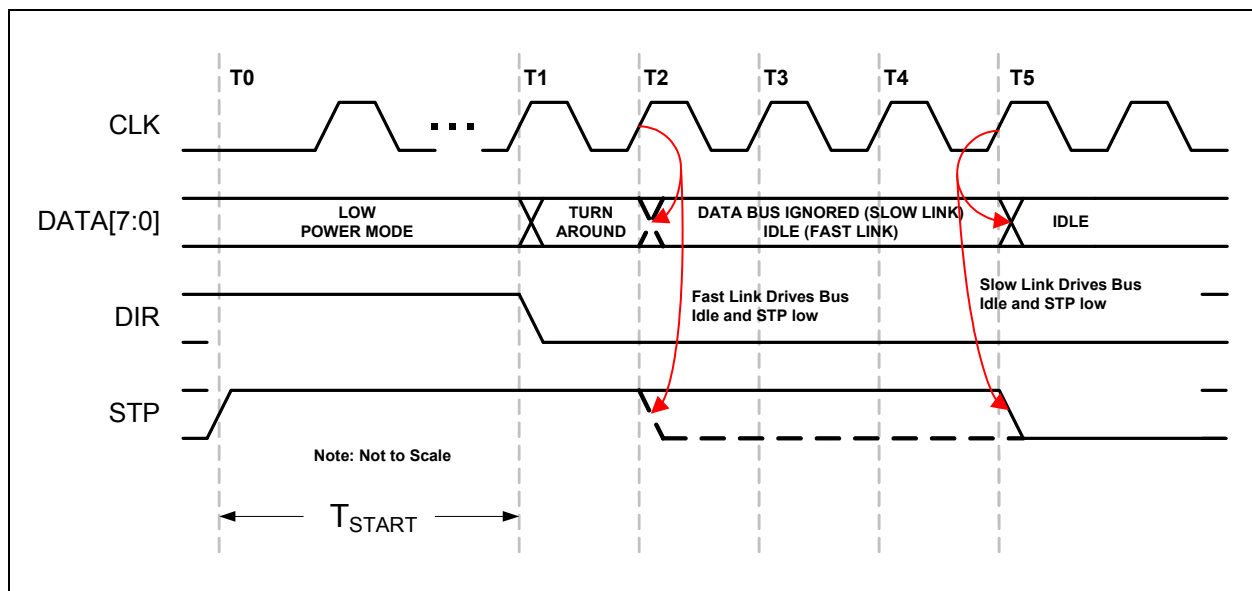 T0 T1 T2 T3 T4 T5
CLK
DATA[7:0]
LOW
POWER MODE
TURN
AROUND
DATA BUS IGNORED (SLOW LINK)
IDLE (FAST LINK)
IDLE
DIR
Fast Link Drives Bus
Idle and STP low
Slow Link Drives Bus
Idle and STP low
STP
Note: Not to Scale
TSTART